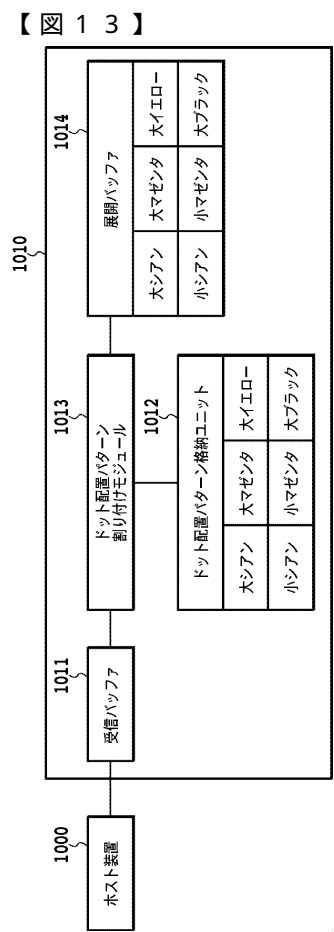 【図13】
1000
ホスト装置
1010
1011
受信バッファ
1013
ドット配置パターン
割り付けモジュール
1012
ドット配置パターン格納ユニット
大シアン 大マゼンタ 大イエロー
小シアン 小マゼンタ 大ブラック
1014
展開バッファ
大シアン 大マゼンタ 大イエロー
小シアン 小マゼンタ 大ブラック